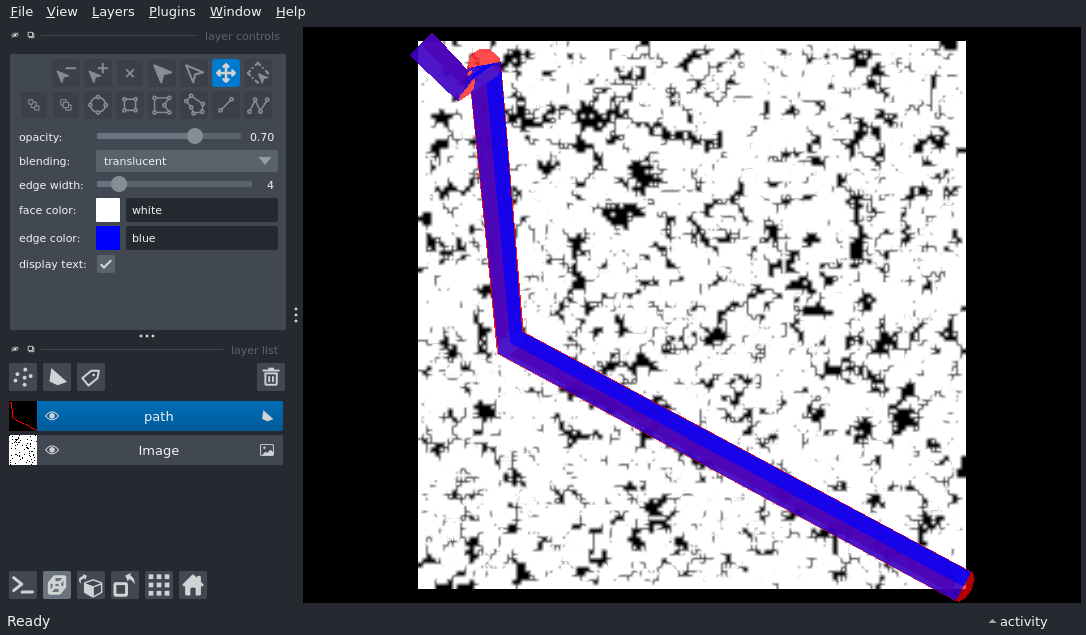 File View Layers Plugins Window Help
layer controls
opacity: 0.70
blending: translucent
edge width: 4
face color: white
edge color: blue
display text:
layer list
path
Image
Ready
activity